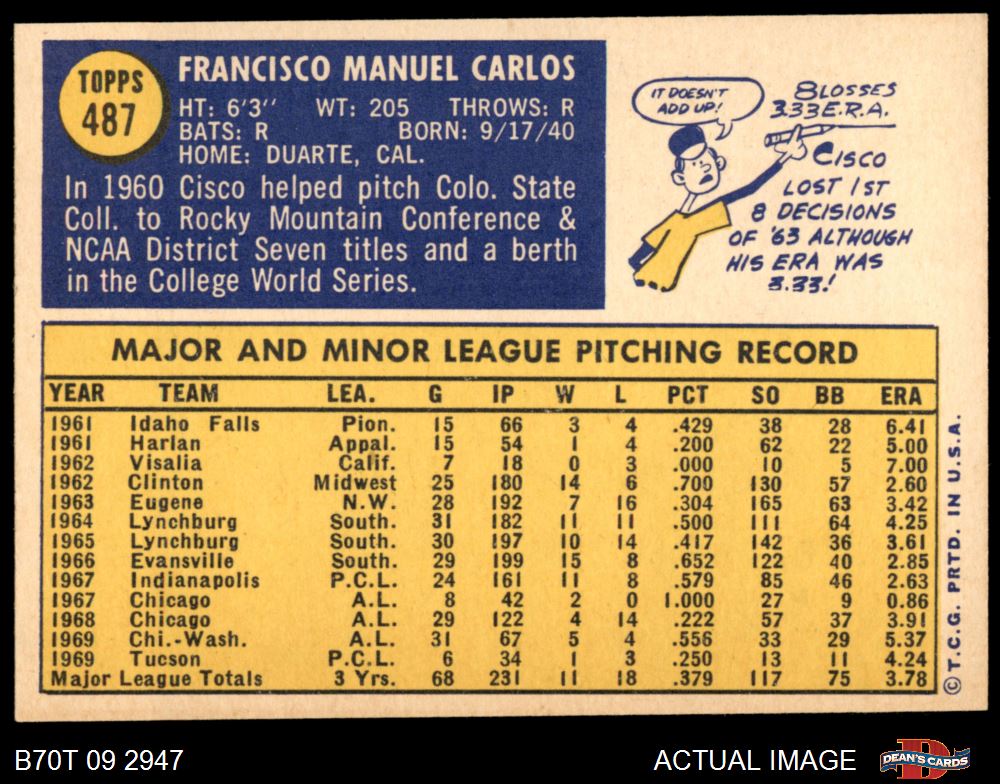 TOPPS
487
FRANCISCO MANUEL CARLOS
HT: 6'3" WT: 205 THROWS: R
BATS: R BORN: 9/17/40
HOME: DUARTE, CAL.
In 1960 Cisco helped pitch Colo. State
Coll. to Rocky Mountain Conference &
NCAA District Seven titles and a berth
in the College World Series.
IT DOESN'T
ADD UP!
8 LOSSES
3.33 E.R.A.
CISCO
LOST 1ST
8 DECISIONS
OF '63 ALTHOUGH
HIS ERA WAS
3.33!
MAJOR AND MINOR LEAGUE PITCHING RECORD
YEAR TEAM LEA. G IP W L PCT SO BB ERA
1961 Idaho Falls Pion. 15 66 3 4 .429 38 28 6.41
1961 Harlan Appal. 15 54 1 4 .200 62 22 5.00
1962 Visalia Calif. 7 18 0 3 .000 10 5 7.00
1962 Clinton Midwest 25 180 14 6 .700 130 57 2.60
1963 Eugene N.W. 28 192 7 16 .304 165 63 3.42
1964 Lynchburg South. 31 182 11 11 .500 111 64 4.25
1965 Lynchburg South. 30 197 10 14 .417 142 36 3.61
1966 Evansville South. 29 199 15 8 .652 122 40 2.85
1967 Indianapolis P.C.L. 24 161 11 8 .579 85 46 2.63
1967 Chicago A.L. 8 42 2 0 1.000 27 9 0.86
1968 Chicago A.L. 29 122 4 14 .222 57 37 3.91
1969 Chi.-Wash. A.L. 31 67 5 4 .556 33 29 5.37
1969 Tucson P.C.L. 6 34 1 3 .250 13 11 4.24
Major League Totals 3 Yrs. 68 231 11 18 .379 117 75 3.78
© T.C.G. PRTD. IN U.S.A.
B70T 09 2947
ACTUAL IMAGE
D
DEAN'S CARDS